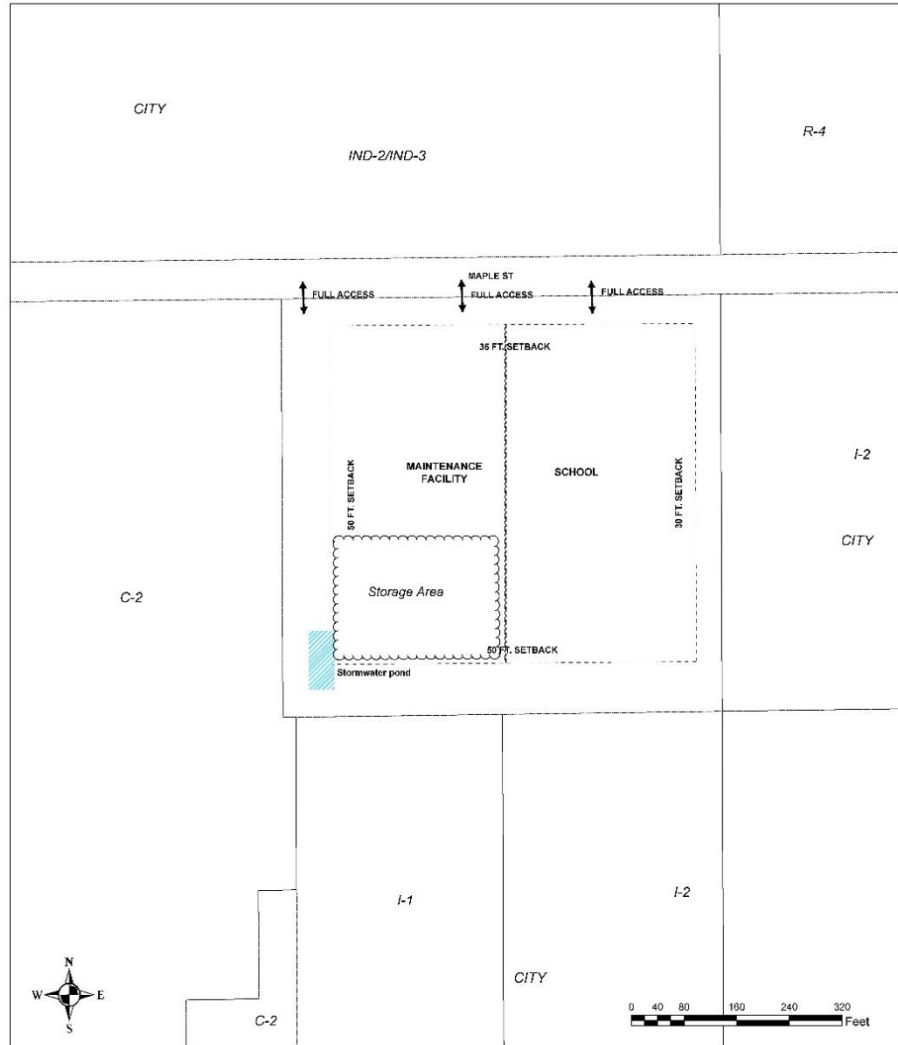 CITY
IND-2/IND-3
R-4
MAPLE ST
FULL ACCESS
FULL ACCESS
FULL ACCESS
35 FT. SETBACK
50 FT. SETBACK
MAINTENANCE
FACILITY
SCHOOL
30 FT. SETBACK
I-2
CITY
C-2
Storage Area
50 FT. SETBACK
Stormwater pond
I-1
I-2
CITY
C-2
N
W
E
S
0 40 80 160 240 320
Feet